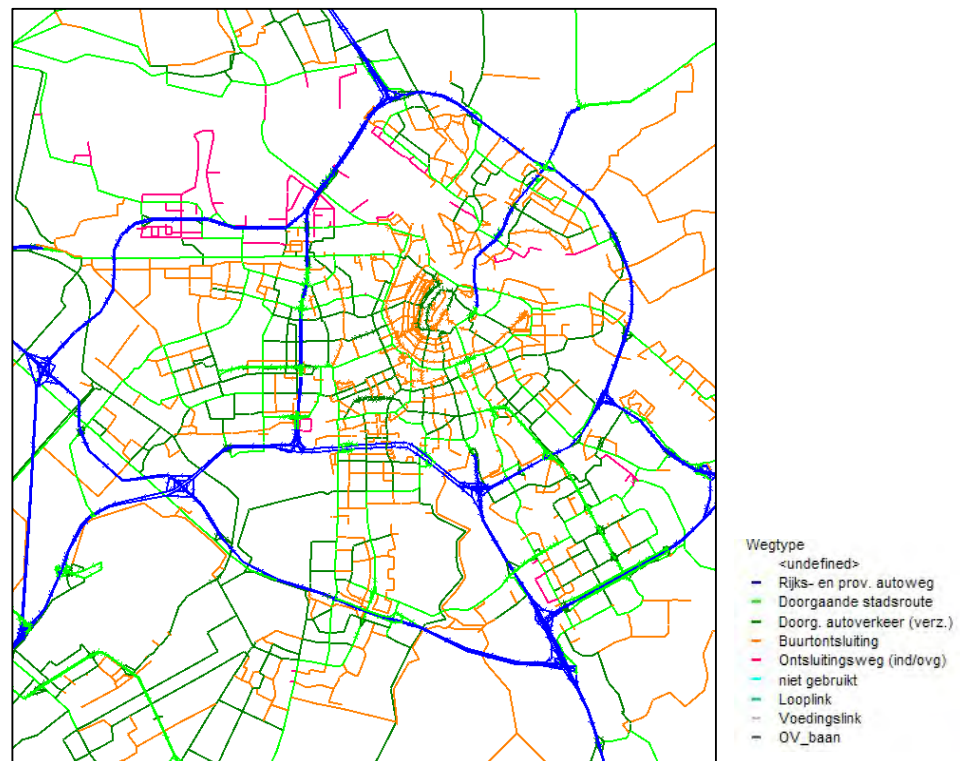 Wegtype
<undefined>
Rijks- en prov. autoweg
Doorgaande stadsroute
Doorg. autoverkeer (verz.)
Buurtontsluiting
Ontsluitingsweg (ind/ovg)
niet gebruikt
Looplink
Voedingslink
OV_baan